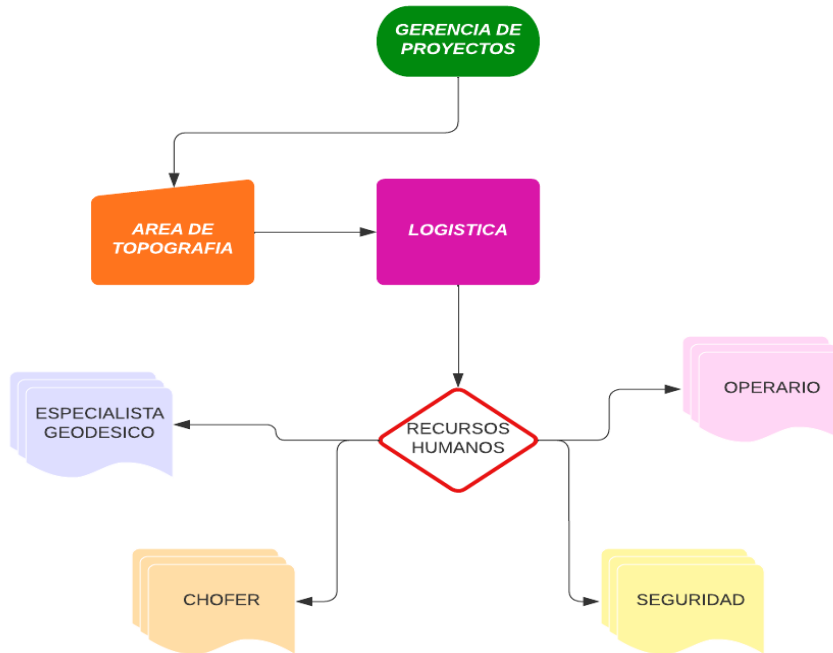 GERENCIA DE
PROYECTOS
AREA DE
TOPOGRAFIA
LOGISTICA
ESPECIALISTA
GEODESICO
RECURSOS
HUMANOS
OPERARIO
CHOFER
SEGURIDAD